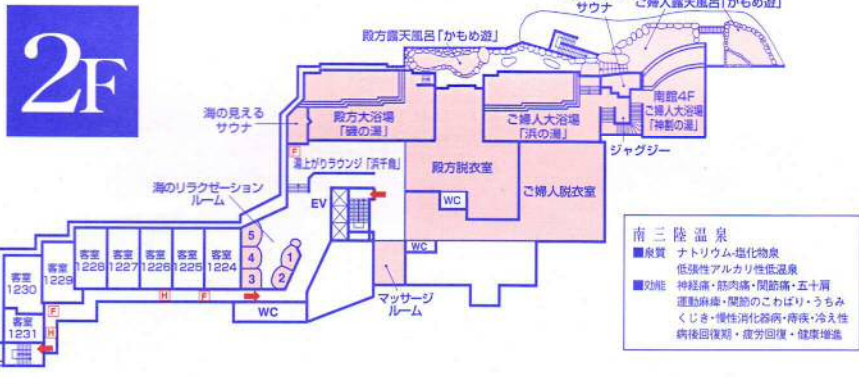 2F
サウナ
ご婦人露天風呂「かもめ遊」
殿方露天風呂「かもめ遊」
海の見える
サウナ
殿方大浴場
「磯の湯」
ご婦人大浴場
「浜の湯」
南館4F
ご婦人大浴場
「神割の湯」
ジャグジー
湯上がりラウンジ「浜千鳥」
殿方脱衣室
ご婦人脱衣室
海のリラクゼーション
ルーム
EV
WC
WC
WC
マッサージ
ルーム
F
H
5
4
3
2
1
客室
1224
客室
1225
客室
1226
客室
1227
客室
1228
客室
1229
客室
1230
客室
1231
H
F
F
H
南三陸温泉
■泉質 ナトリウム-塩化物泉
低張性アルカリ性低温泉
■効能 神経痛・筋肉痛・関節痛・五十肩
運動麻痺・関節のこわばり・うちみ
くじき・慢性消化器病・痔疾・冷え性
病後回復期・疲労回復・健康増進